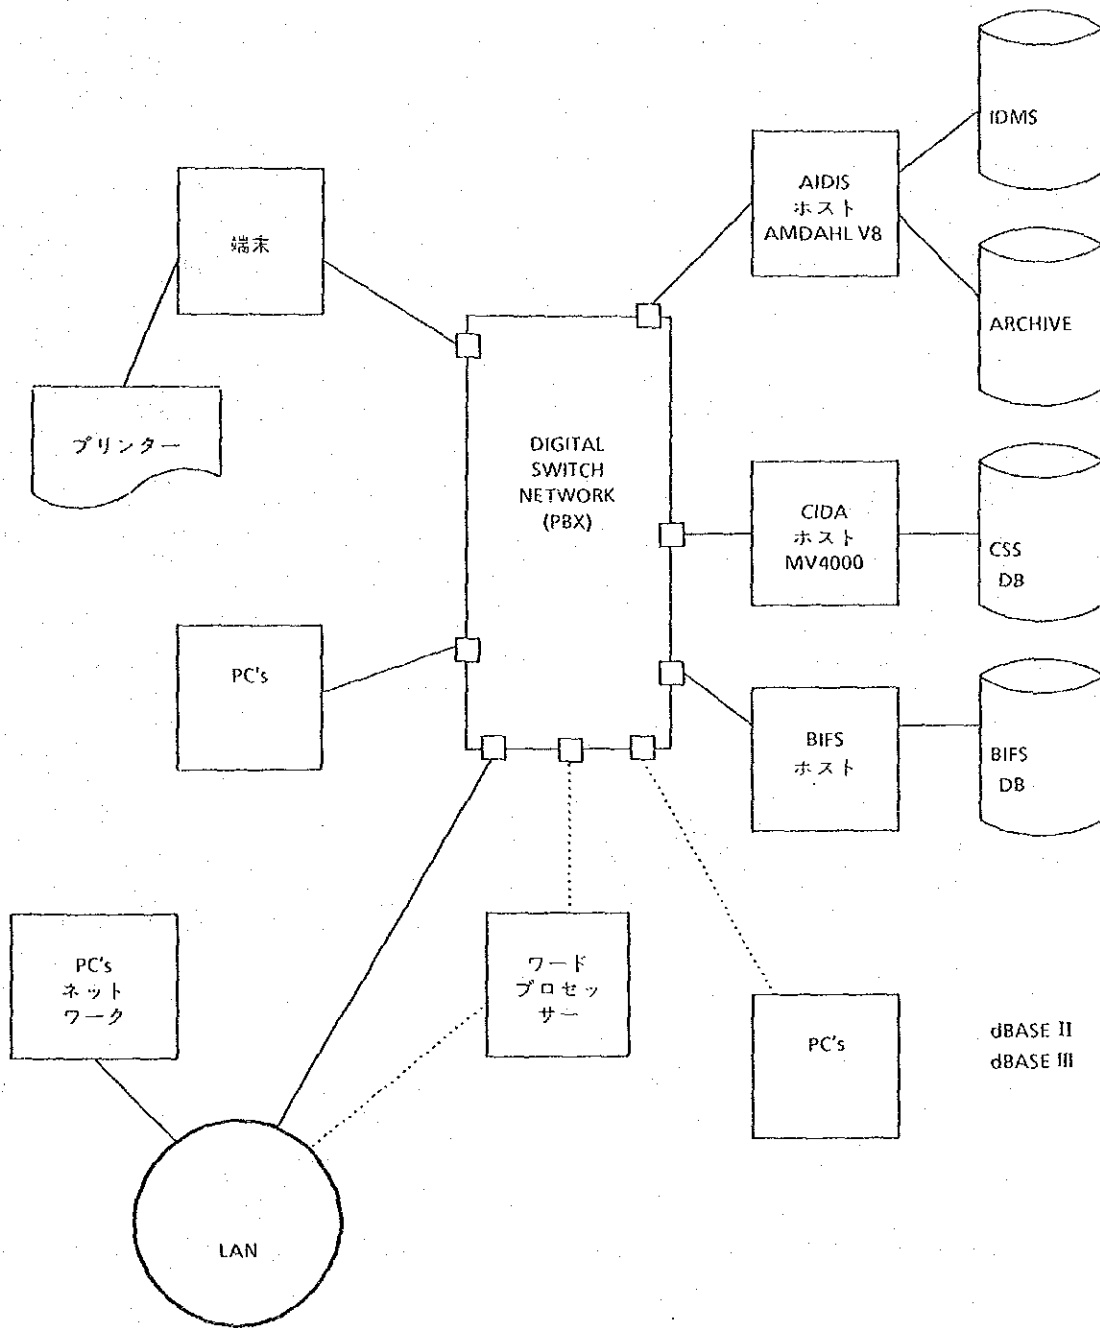 IDMS
AIDIS
ホスト
AMDAHL V8
端末
ARCHIVE
プリンター
DIGITAL
SWITCH
NETWORK
(PBX)
CIDA
ホスト
MV4000
CSS
DB
PC's
BIFS
ホスト
BIFS
DB
PC's
ネット
ワーク
ワード
プロセッ
サー
PC's
dBASE II
dBASE III
LAN